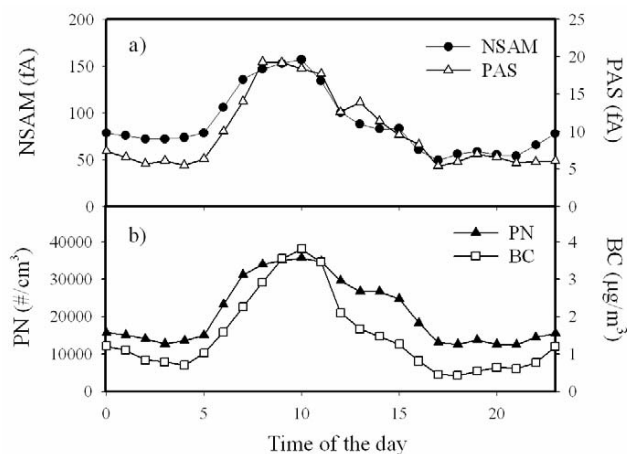 a)
NSAM
PAS
NSAM (fA)
200
150
100
50
0
PAS (fA)
25
20
15
10
5
0
b)
PN
BC
PN (#/cm³)
40000
30000
20000
10000
0
BC (µg/m³)
4
3
2
1
0
0 5 10 15 20
Time of the day